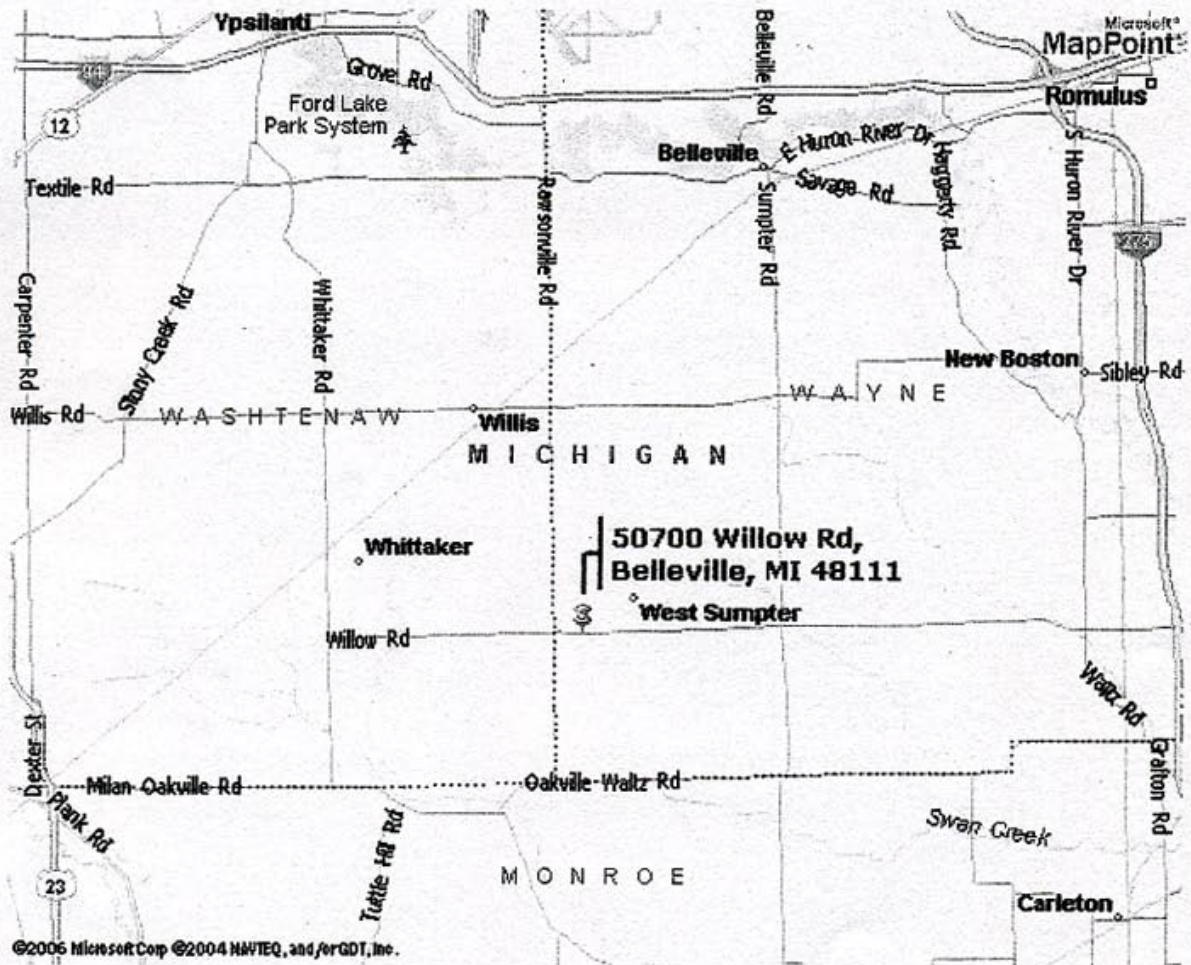 Ypsilanti
Belleville Rd
Microsoft®
MapPoint
Grove Rd
Romulus
12
Ford Lake
Park System
Belleville
E Huron River Dr
Haggerty Rd
S Huron River Dr
Textile Rd
Savage Rd
Rawsonville Rd
Sumpter Rd
Carpenter Rd
Stony Creek Rd
Whittaker Rd
New Boston
Sibley Rd
Willis Rd
WASHTENAW
WAYNE
Willis
MICHIGAN
50700 Willow Rd,
Belleville, MI 48111
Whittaker
West Sumpter
Willow Rd
Waltz Rd
Dexter St
Milan Oakville Rd
Oakville Waltz Rd
Grafton Rd
Plank Rd
Tuttle Hill Rd
Swan Creek
23
MONROE
Carleton
©2006 Microsoft Corp ©2004 NAVTEQ, and/or GDT, Inc.